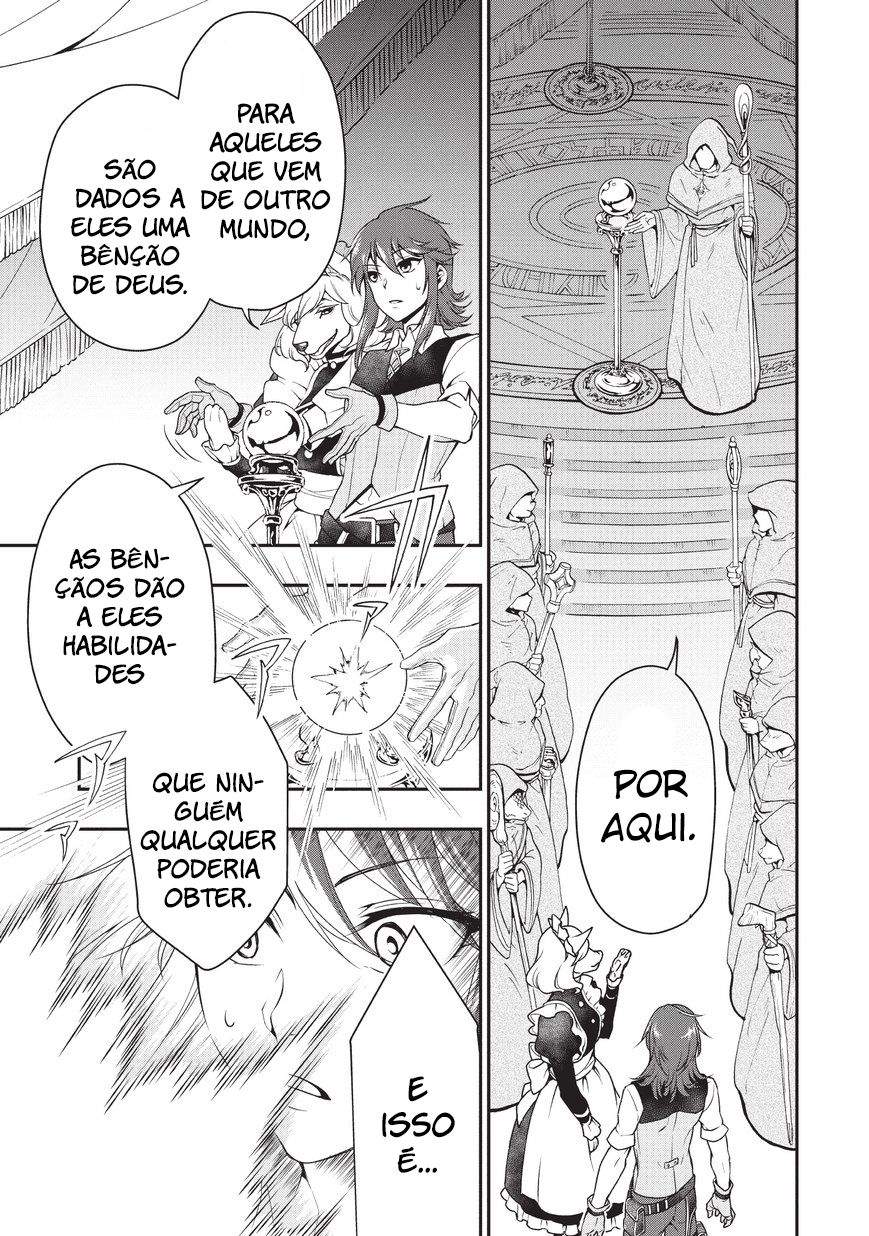 POR
AQUI.
PARA
AQUELES
QUE VEM
DE OUTRO
MUNDO,
SÃO
DADOS A
ELES UMA
BÊNÇÃO
DE DEUS.
AS BÊN-
ÇÃOS DÃO
A ELES
HABILIDA-
DES
QUE NIN-
GUÉM
QUALQUER
PODERIA
OBTER.
E
ISSO
É...